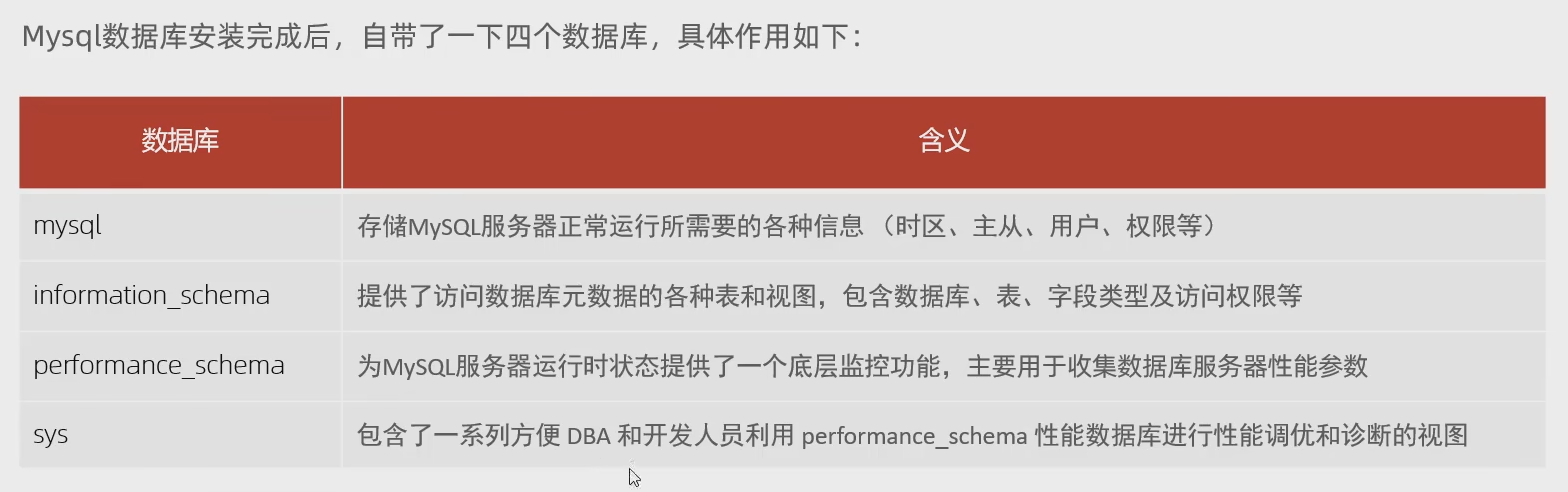 Mysql数据库安装完成后，自带了一下四个数据库，具体作用如下：
数据库 含义
mysql 存储MySQL服务器正常运行所需要的各种信息 （时区、主从、用户、权限等）
information_schema 提供了访问数据库元数据的各种表和视图，包含数据库、表、字段类型及访问权限等
performance_schema 为MySQL服务器运行时状态提供了一个底层监控功能，主要用于收集数据库服务器性能参数
sys 包含了一系列方便 DBA 和开发人员利用 performance_schema 性能数据库进行性能调优和诊断的视图